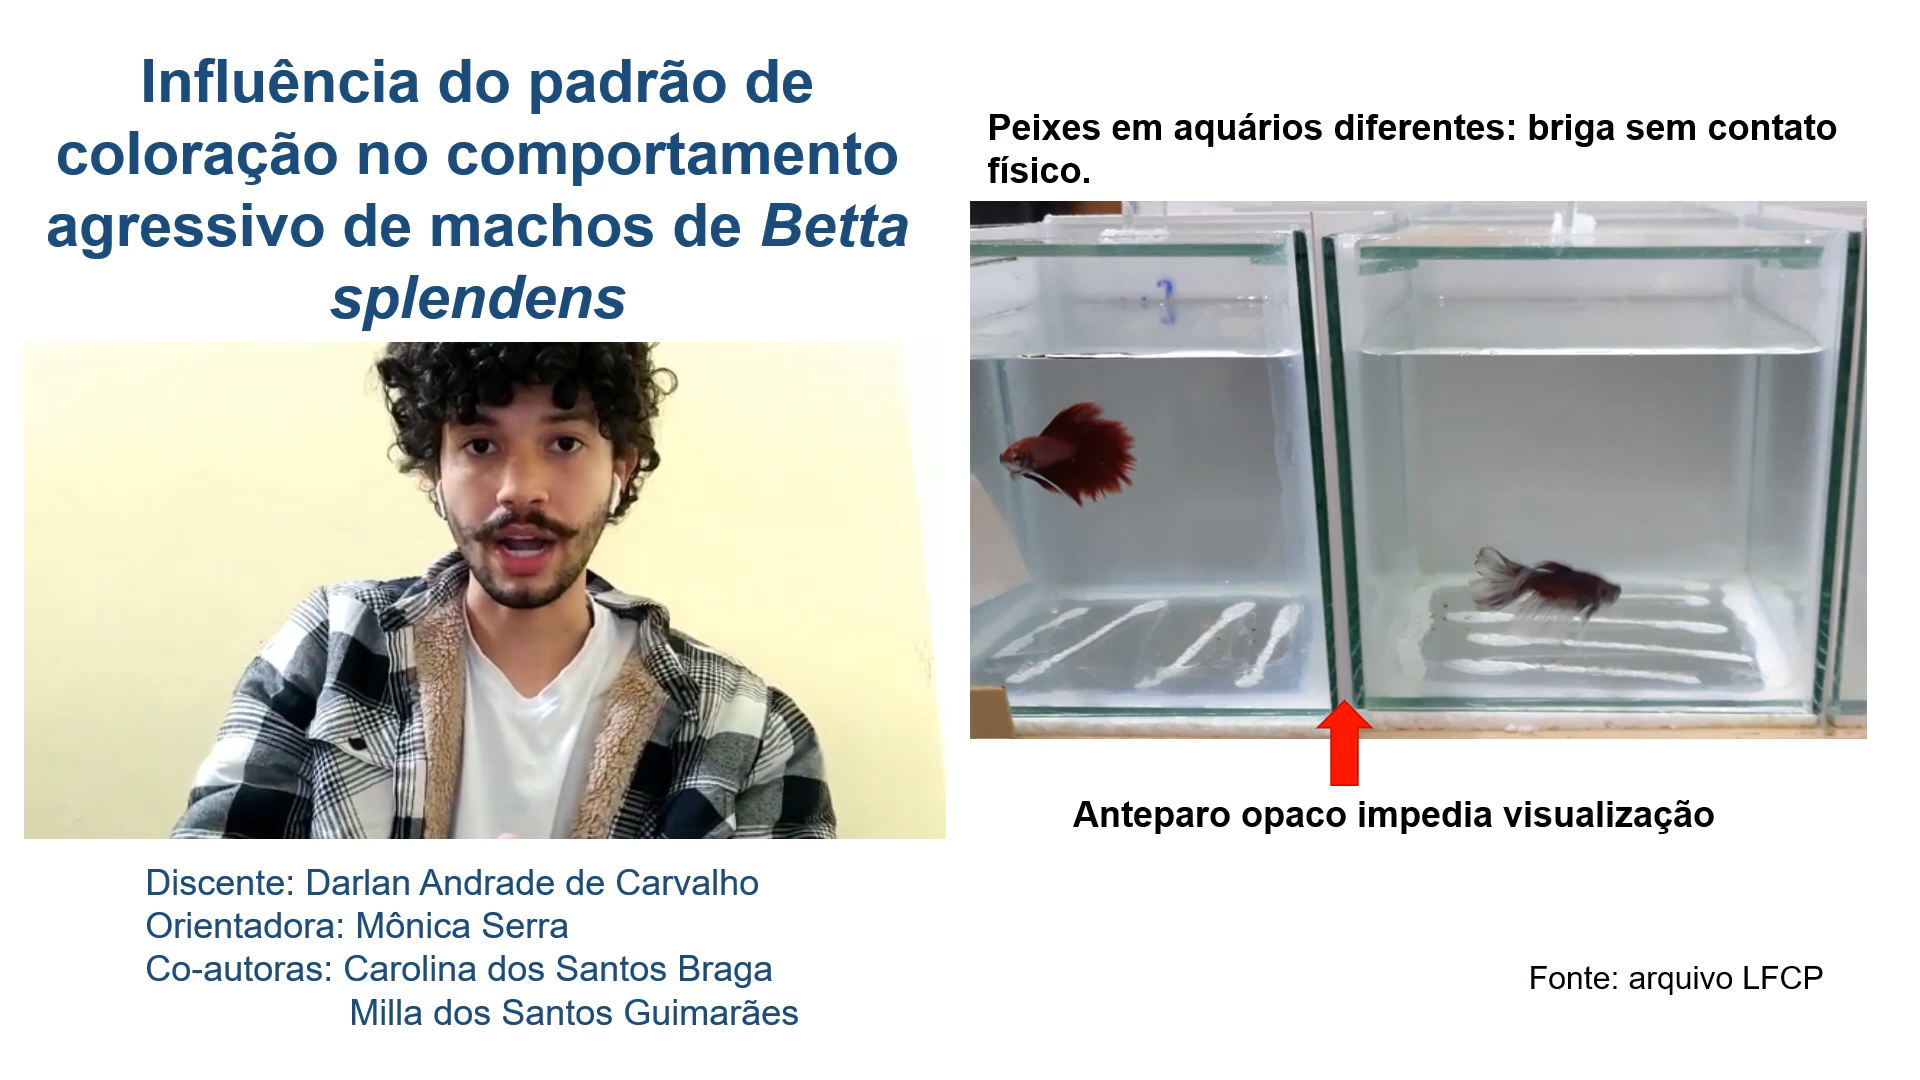 Influência do padrão de
coloração no comportamento
agressivo de machos de Betta
splendens
Discente: Darlan Andrade de Carvalho
Orientadora: Mônica Serra
Co-autoras: Carolina dos Santos Braga
Milla dos Santos Guimarães
Peixes em aquários diferentes: briga sem contato
físico.
Anteparo opaco impedia visualização
Fonte: arquivo LFCP